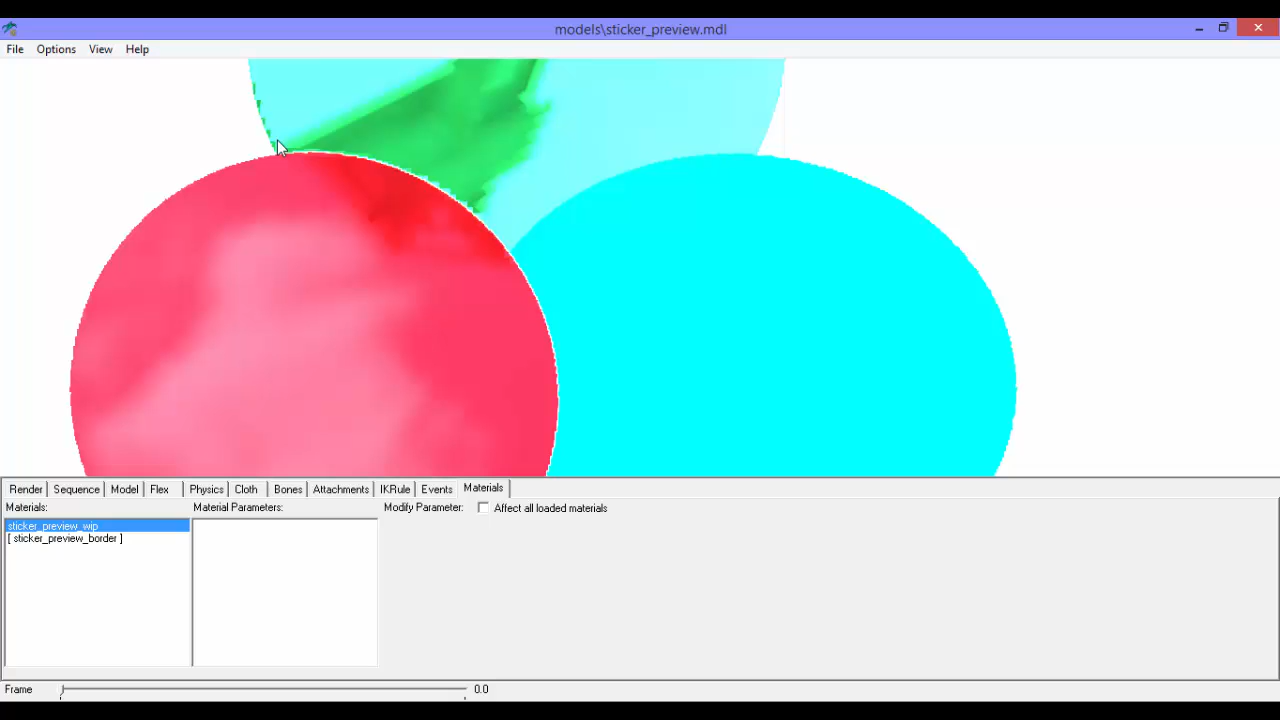 models\sticker_preview.mdl
File Options View Help
Render Sequence Model Flex Physics Cloth Bones Attachments IKRule Events Materials
Materials: Material Parameters: Modify Parameter: Affect all loaded materials
sticker_preview_wip
[ sticker_preview_border ]
Frame 0.0